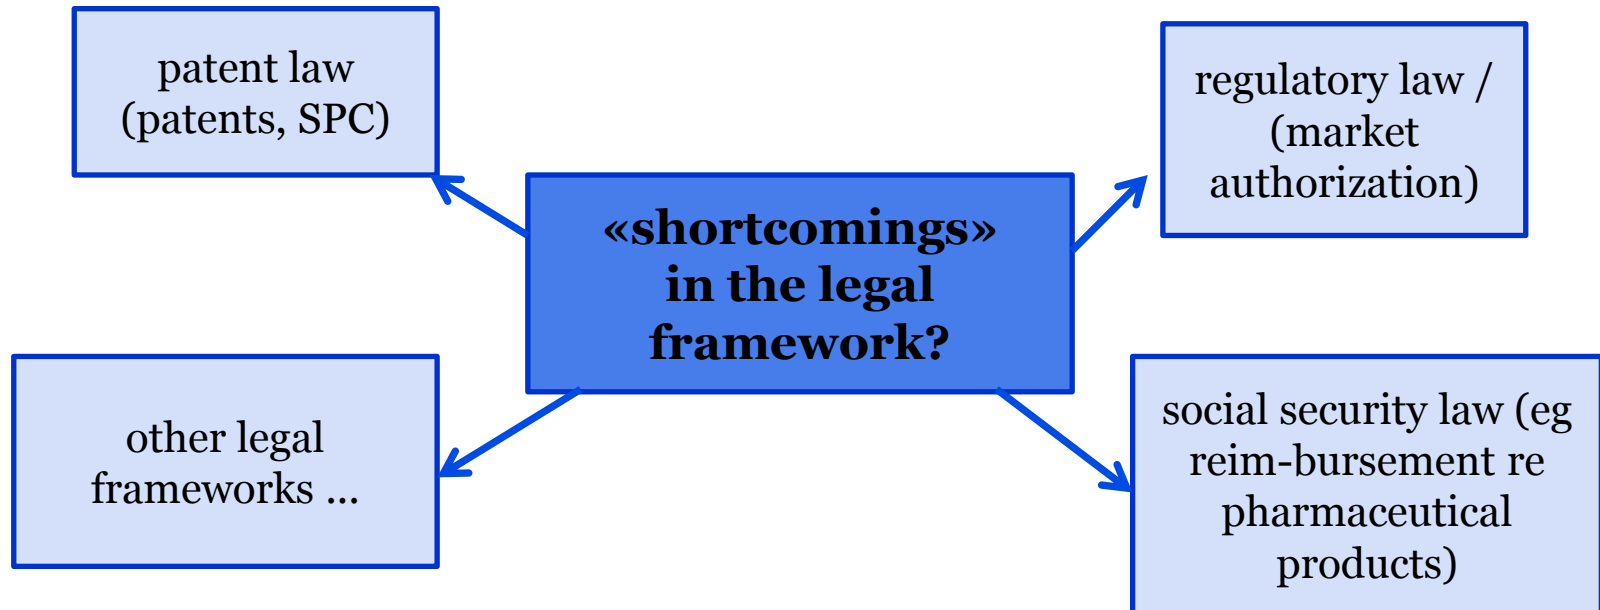 patent law
(patents, SPC)
regulatory law /
(market
authorization)
«shortcomings»
in the legal
framework?
other legal
frameworks ...
social security law (eg
reim-bursement re
pharmaceutical
products)